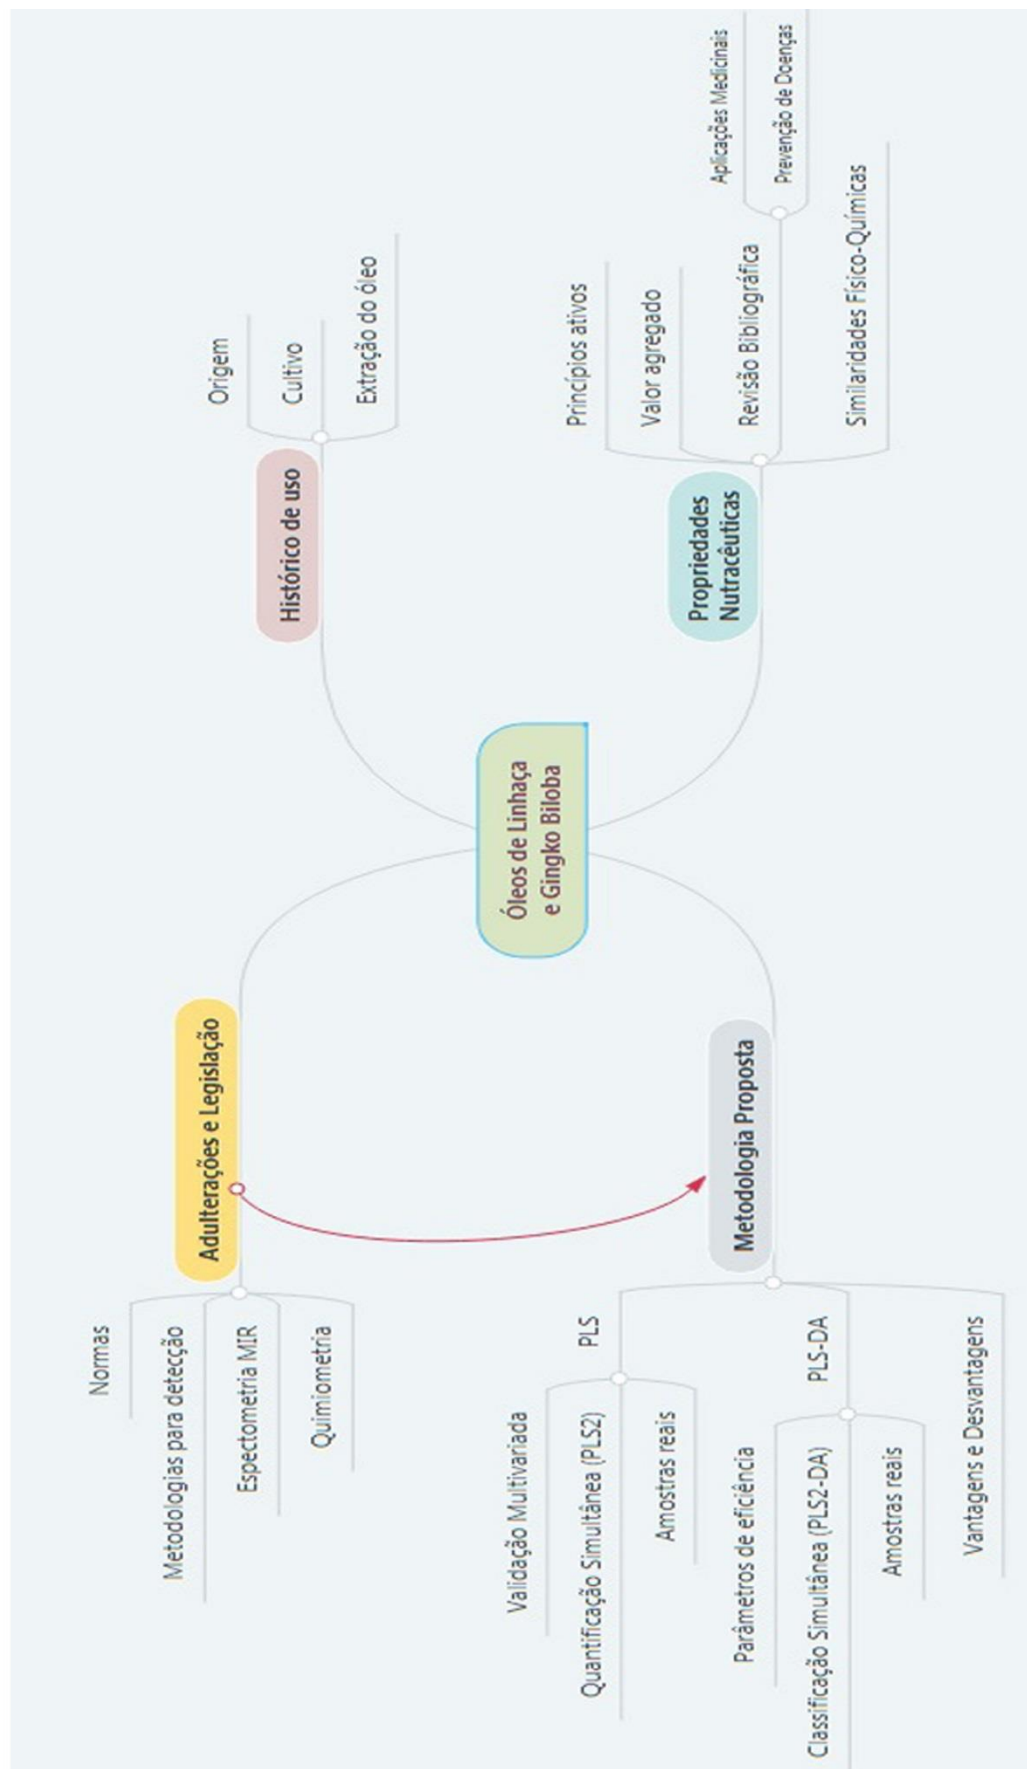 Óleos de Linhaça
e Gingko Biloba
Adulterações e Legislação
Normas
Metodologias para detecção
Espectometria MIR
Quimiometria
Histórico de uso
Origem
Cultivo
Extração do óleo
Metodologia Proposta
PLS
Validação Multivariada
Quantificação Simultânea (PLS2)
Amostras reais
PLS-DA
Parâmetros de eficiência
Classificação Simultânea (PLS2-DA)
Amostras reais
Vantagens e Desvantagens
Propriedades
Nutracêuticas
Princípios ativos
Valor agregado
Revisão Bibliográfica
Aplicações Medicinais
Prevenção de Doenças
Similaridades Físico-Químicas